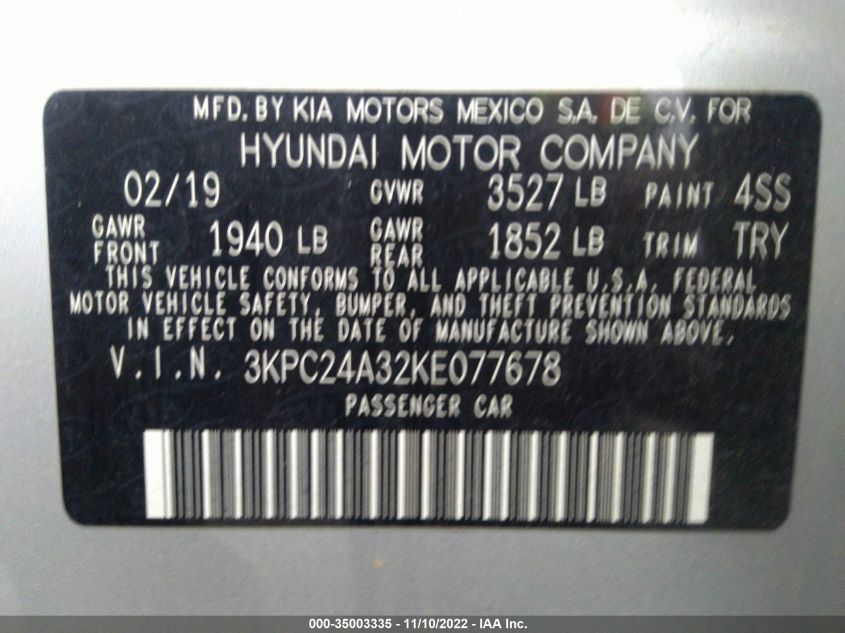 MFD. BY KIA MOTORS MEXICO S.A. DE C.V. FOR
HYUNDAI MOTOR COMPANY
02/19 GVWR 3527 LB PAINT 4SS
GAWR FRONT 1940 LB GAWR REAR 1852 LB TRIM TRY
THIS VEHICLE CONFORMS TO ALL APPLICABLE U.S.A. FEDERAL
MOTOR VEHICLE SAFETY, BUMPER, AND THEFT PREVENTION STANDARDS
IN EFFECT ON THE DATE OF MANUFACTURE SHOWN ABOVE.
V.I.N. 3KPC24A32KE077678
PASSENGER CAR
000-35003335 - 11/10/2022 - IAA Inc.